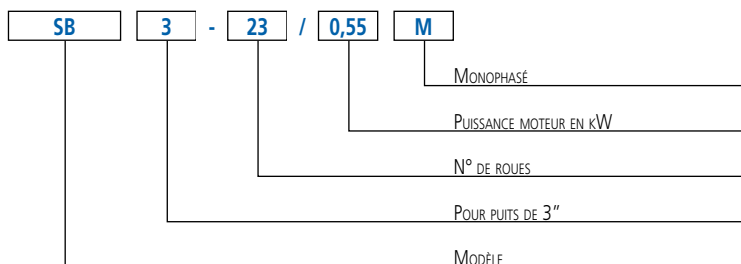 SB 3 - 23 / 0,55 M
Monophasé
Puissance moteur en kW
N° de roues
Pour puits de 3”
Modèle